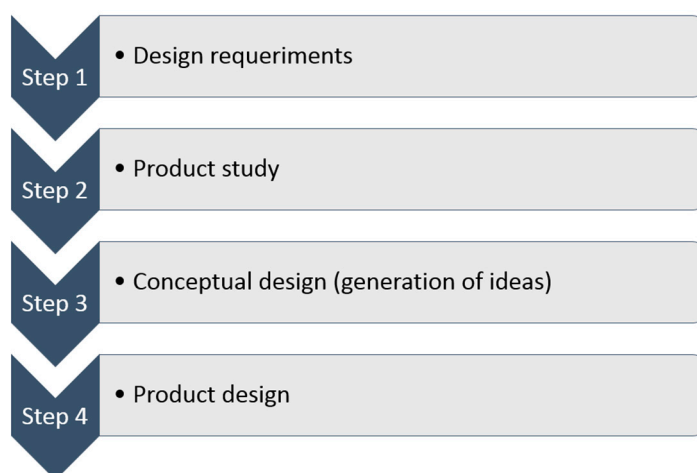 Step 1
• Design requeriments
Step 2
• Product study
Step 3
• Conceptual design (generation of ideas)
Step 4
• Product design